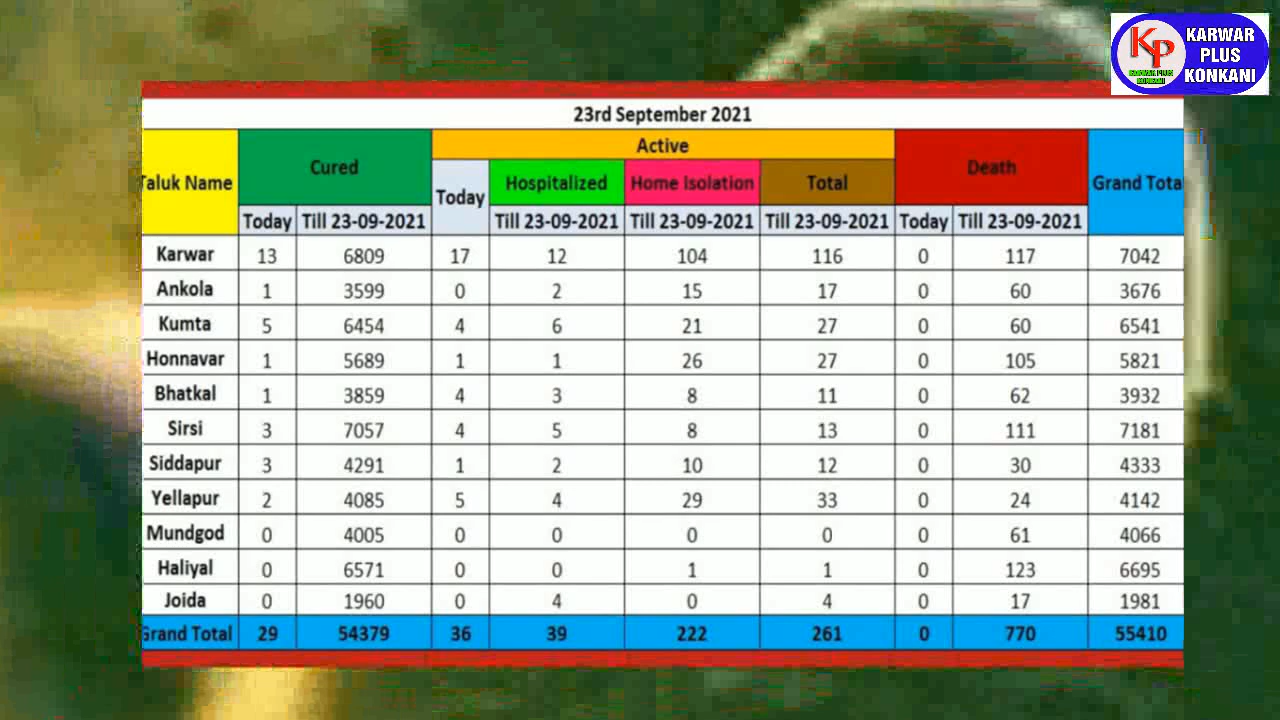 KARWAR
PLUS
KONKANI
KP
KARWAR PLUS
KONKANI
23rd September 2021
Taluk Name Cured Active Death Grand Tota
Today Hospitalized Home Isolation Total
Today Till 23-09-2021 Till 23-09-2021 Till 23-09-2021 Till 23-09-2021 Today Till 23-09-2021
Karwar 13 6809 17 12 104 116 0 117 7042
Ankola 1 3599 0 2 15 17 0 60 3676
Kumta 5 6454 4 6 21 27 0 60 6541
Honnavar 1 5689 1 1 26 27 0 105 5821
Bhatkal 1 3859 4 3 8 11 0 62 3932
Sirsi 3 7057 4 5 8 13 0 111 7181
Siddapur 3 4291 1 2 10 12 0 30 4333
Yellapur 2 4085 5 4 29 33 0 24 4142
Mundgod 0 4005 0 0 0 0 0 61 4066
Haliyal 0 6571 0 0 1 1 0 123 6695
Joida 0 1960 0 4 0 4 0 17 1981
Grand Total 29 54379 36 39 222 261 0 770 55410